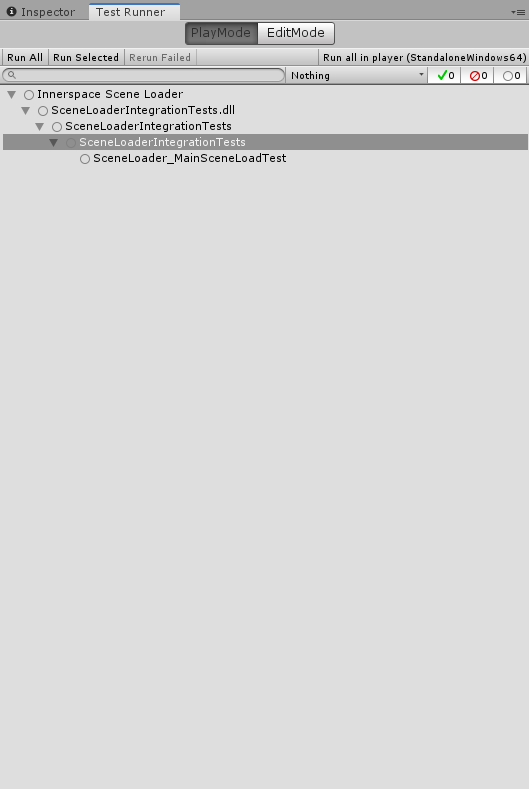 Inspector Test Runner
PlayMode EditMode
Run All Run Selected Rerun Failed Run all in player (StandaloneWindows64)
Nothing 0 0 0
Innerspace Scene Loader
SceneLoaderIntegrationTests.dll
SceneLoaderIntegrationTests
SceneLoaderIntegrationTests
SceneLoader_MainSceneLoadTest